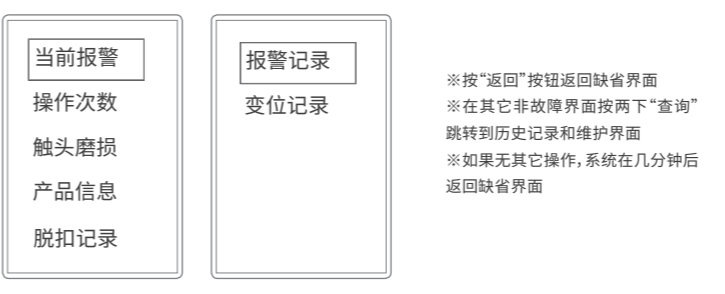 当前报警
操作次数
触头磨损
产品信息
脱扣记录
报警记录
变位记录
※按“返回”按钮返回缺省界面
※在其它非故障界面按两下“查询”
跳转到历史记录和维护界面
※如果无其它操作,系统在几分钟后
返回缺省界面